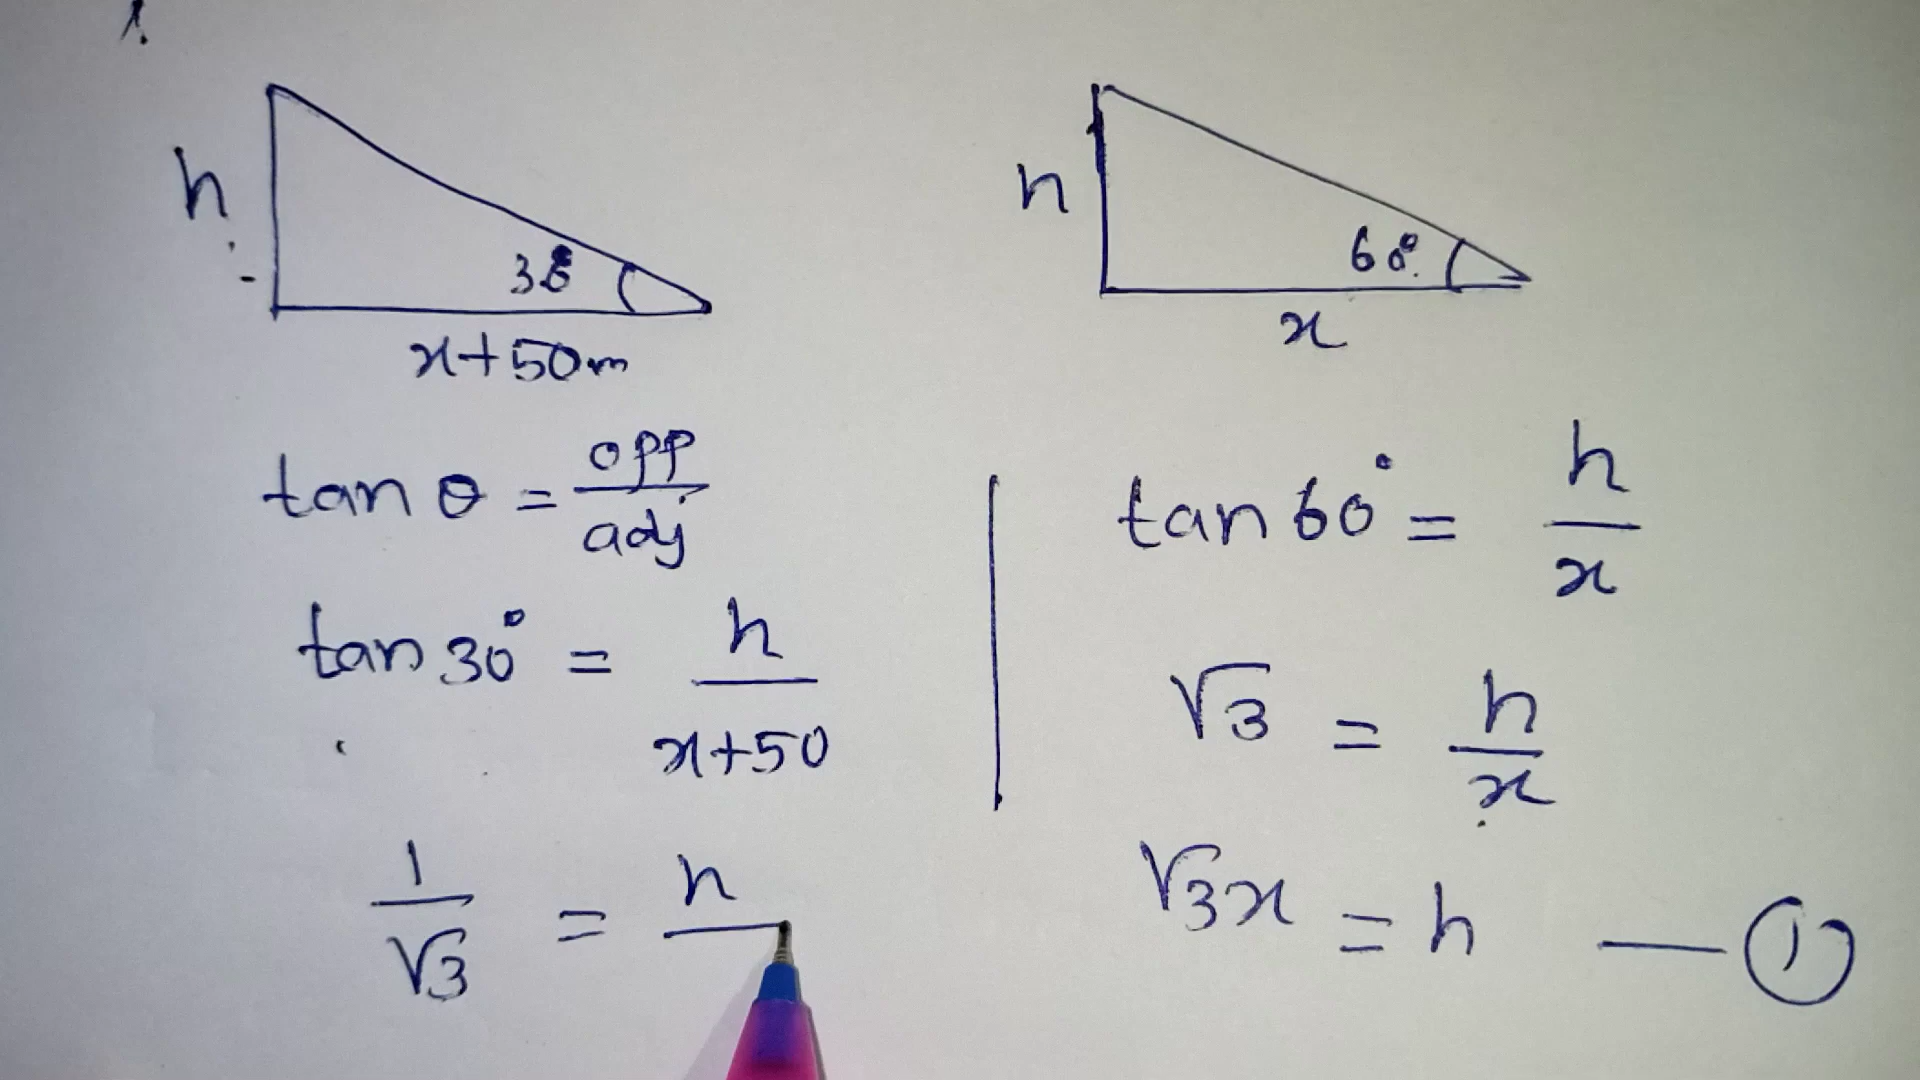 1.
h
30°
x+50m
tan θ = opp/adj
tan 30° = h/x+50
1/√3 = h
h
60°
x
tan 60° = h/x
√3 = h/x
√3x = h — ①